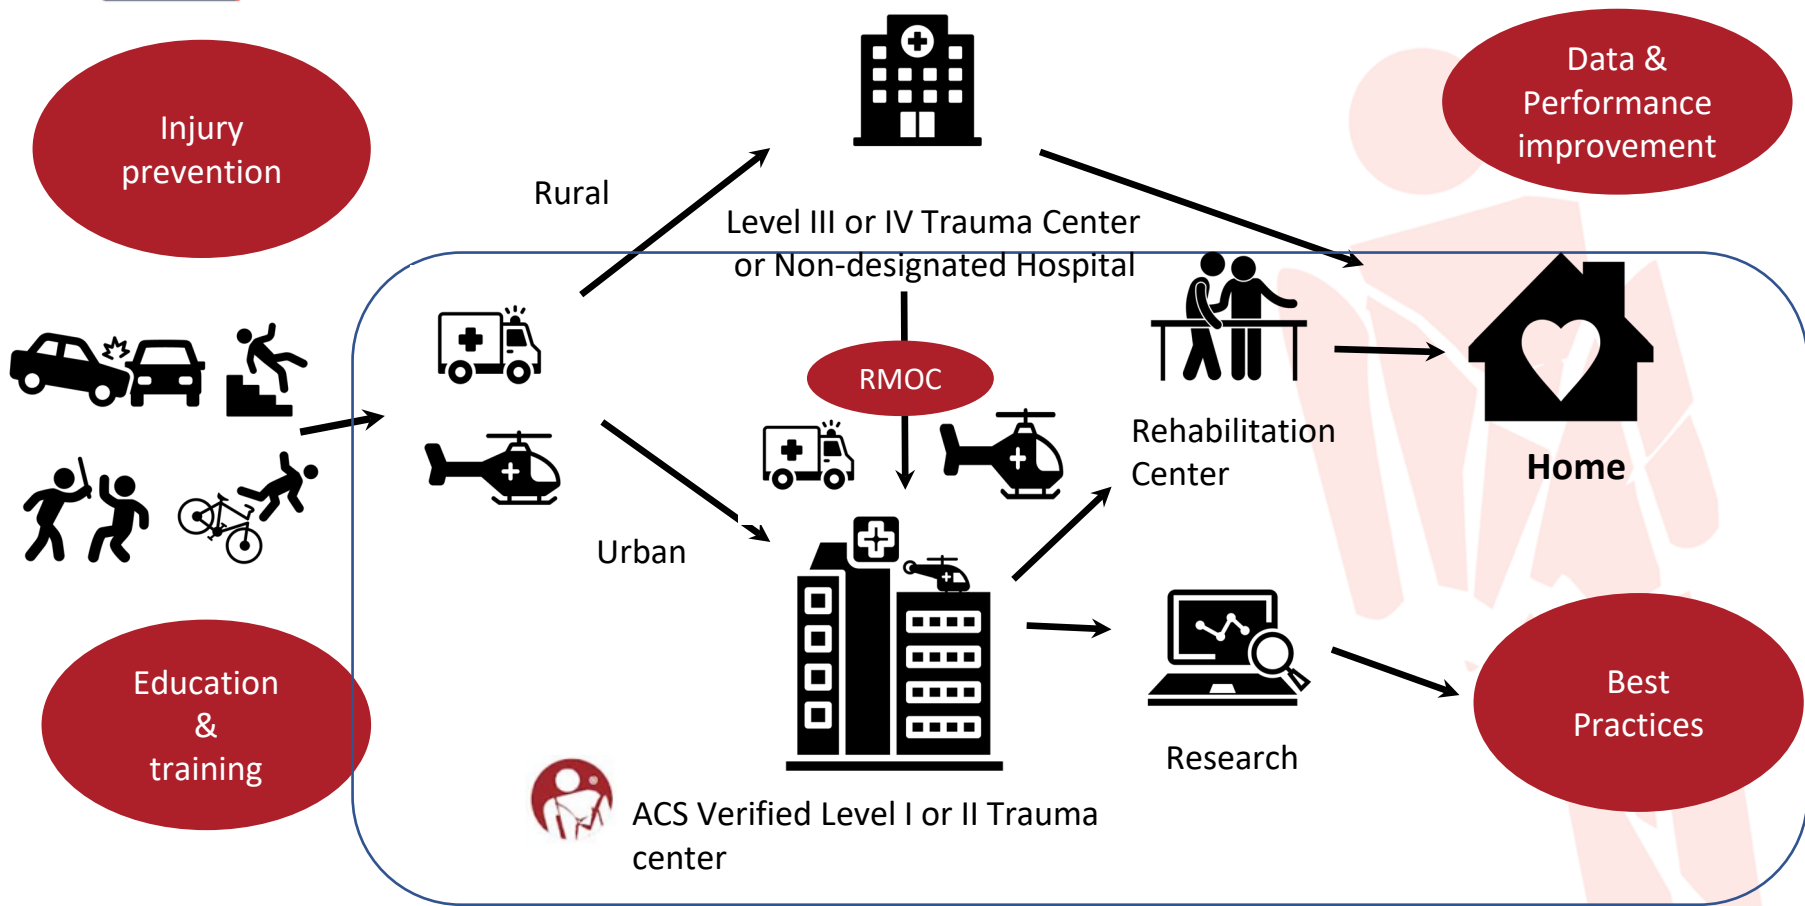 Injury
prevention
Data &
Performance
improvement
Rural
Level III or IV Trauma Center
or Non-designated Hospital
RMOC
Rehabilitation
Center
Home
Urban
Education
&
training
Research
Best
Practices
ACS Verified Level I or II Trauma
center